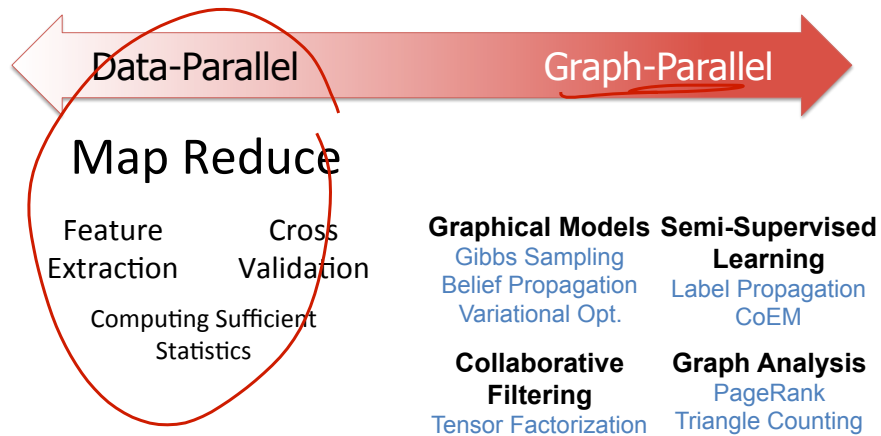 Data-Parallel
Graph-Parallel
Map Reduce
Feature
Extraction
Cross
Validation
Computing Sufficient
Statistics
Graphical Models
Gibbs Sampling
Belief Propagation
Variational Opt.
Semi-Supervised
Learning
Label Propagation
CoEM
Collaborative
Filtering
Tensor Factorization
Graph Analysis
PageRank
Triangle Counting